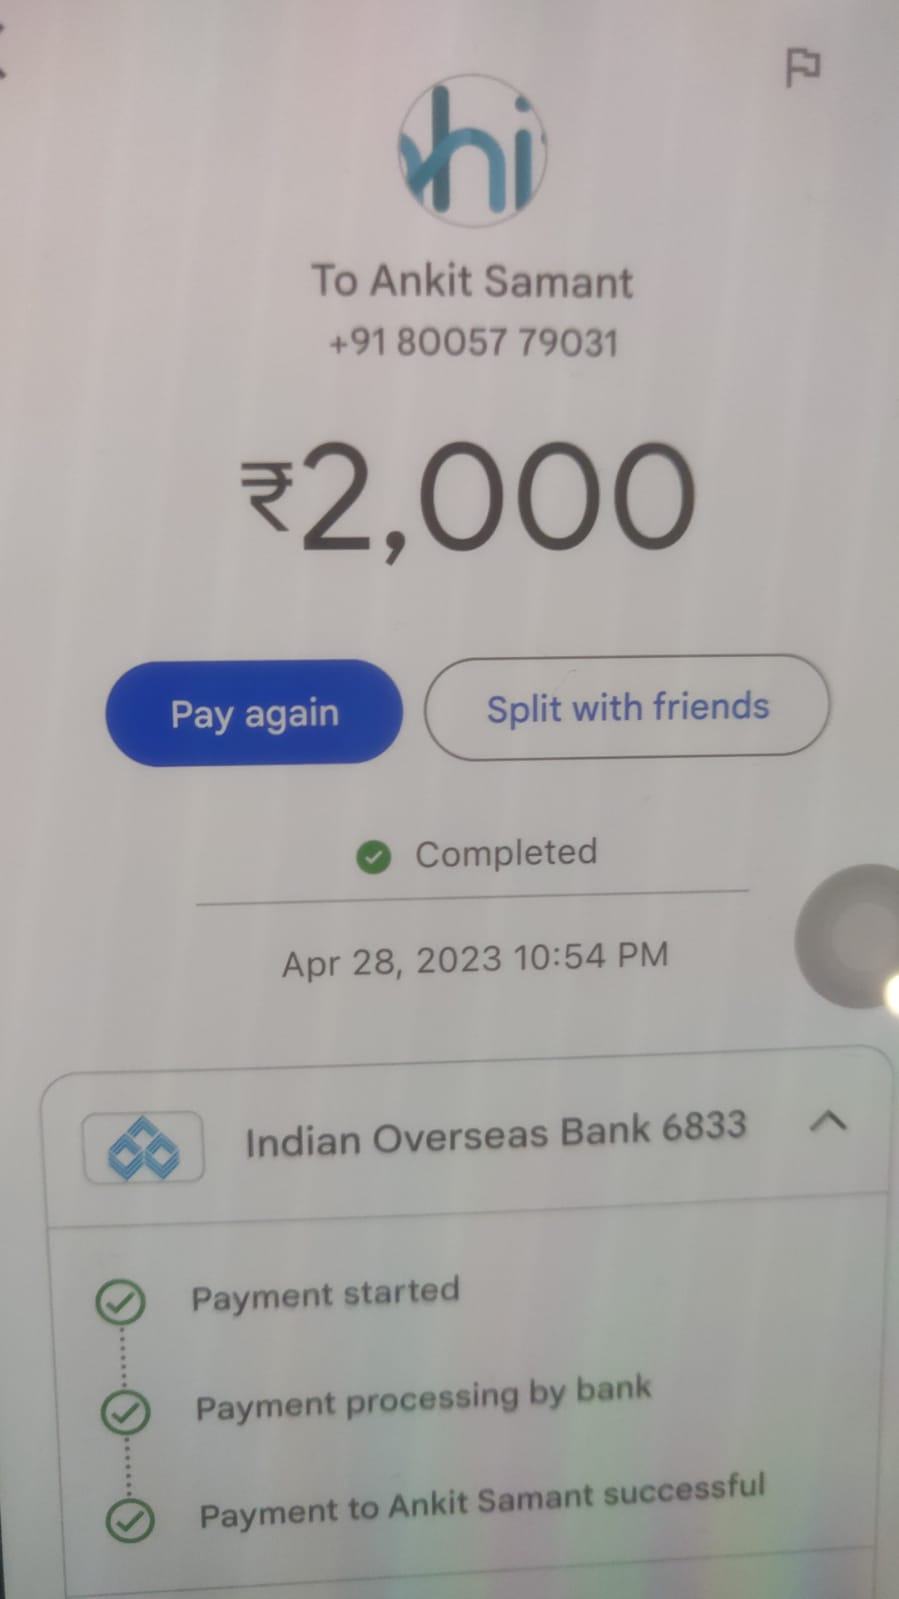 hi
To Ankit Samant
+91 80057 79031
₹2,000
Pay again
Split with friends
Completed
Apr 28, 2023 10:54 PM
Indian Overseas Bank 6833
Payment started
Payment processing by bank
Payment to Ankit Samant successful